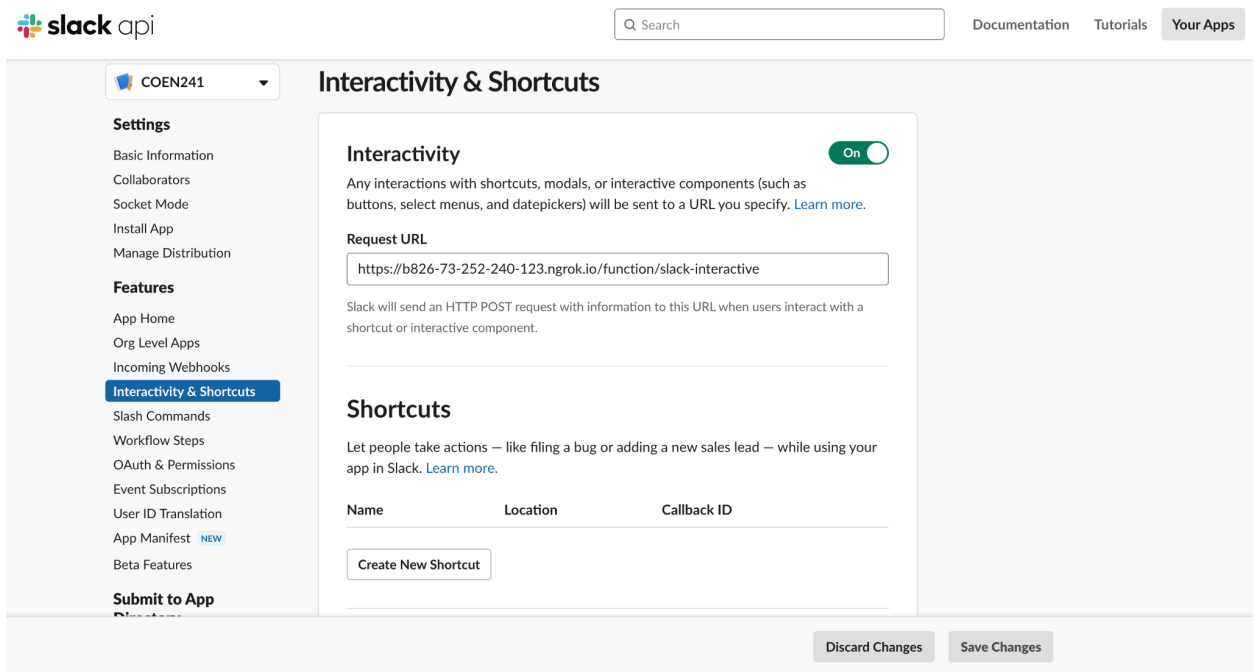 slack api
Search
Documentation
Tutorials
Your Apps
COEN241
Settings
Basic Information
Collaborators
Socket Mode
Install App
Manage Distribution
Features
App Home
Org Level Apps
Incoming Webhooks
Interactivity & Shortcuts
Slash Commands
Workflow Steps
OAuth & Permissions
Event Subscriptions
User ID Translation
App Manifest NEW
Beta Features
Submit to App
Directory
Interactivity & Shortcuts
Interactivity
On
Any interactions with shortcuts, modals, or interactive components (such as
buttons, select menus, and datepickers) will be sent to a URL you specify. Learn more.
Request URL
https://b826-73-252-240-123.ngrok.io/function/slack-interactive
Slack will send an HTTP POST request with information to this URL when users interact with a
shortcut or interactive component.
Shortcuts
Let people take actions — like filing a bug or adding a new sales lead — while using your
app in Slack. Learn more.
Name Location Callback ID
Create New Shortcut
Discard Changes
Save Changes